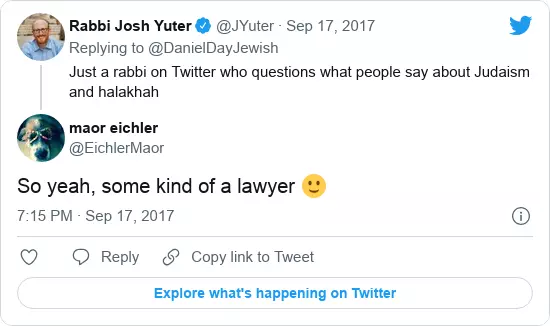 Rabbi Josh Yuter @JYuter · Sep 17, 2017
Replying to @DanielDayJewish
Just a rabbi on Twitter who questions what people say about Judaism
and halakhah
maor eichler
@EichlerMaor
So yeah, some kind of a lawyer 🙂
7:15 PM · Sep 17, 2017
Reply Copy link to Tweet
Explore what's happening on Twitter